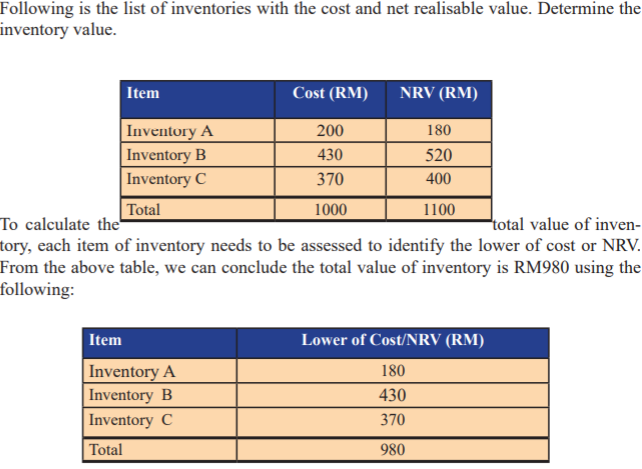 Following is the list of inventories with the cost and net realisable value. Determine the
inventory value.
Item Cost (RM) NRV (RM)
Inventory A 200 180
Inventory B 430 520
Inventory C 370 400
Total 1000 1100
To calculate the total value of inven-
tory, each item of inventory needs to be assessed to identify the lower of cost or NRV.
From the above table, we can conclude the total value of inventory is RM980 using the
following:
Item Lower of Cost/NRV (RM)
Inventory A 180
Inventory B 430
Inventory C 370
Total 980